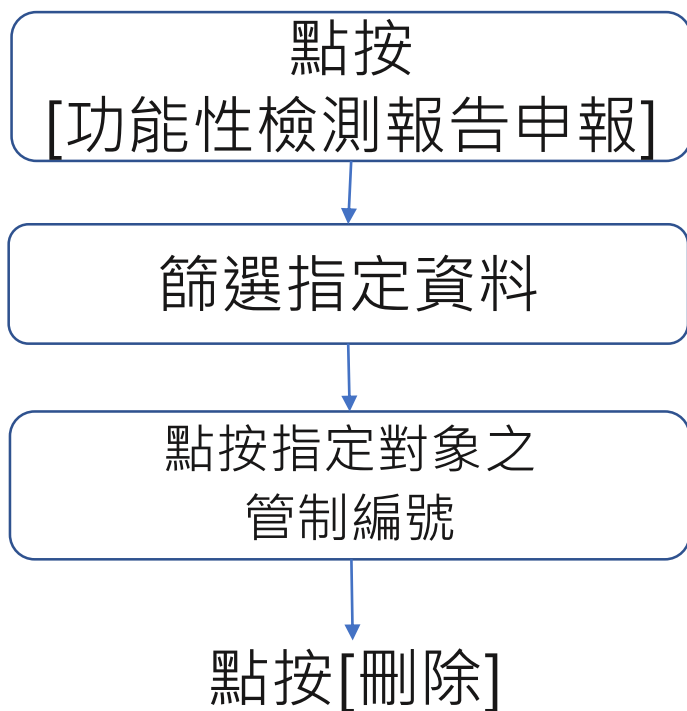 點按
[功能性檢測報告申報]
篩選指定資料
點按指定對象之
管制編號
點按[刪除]